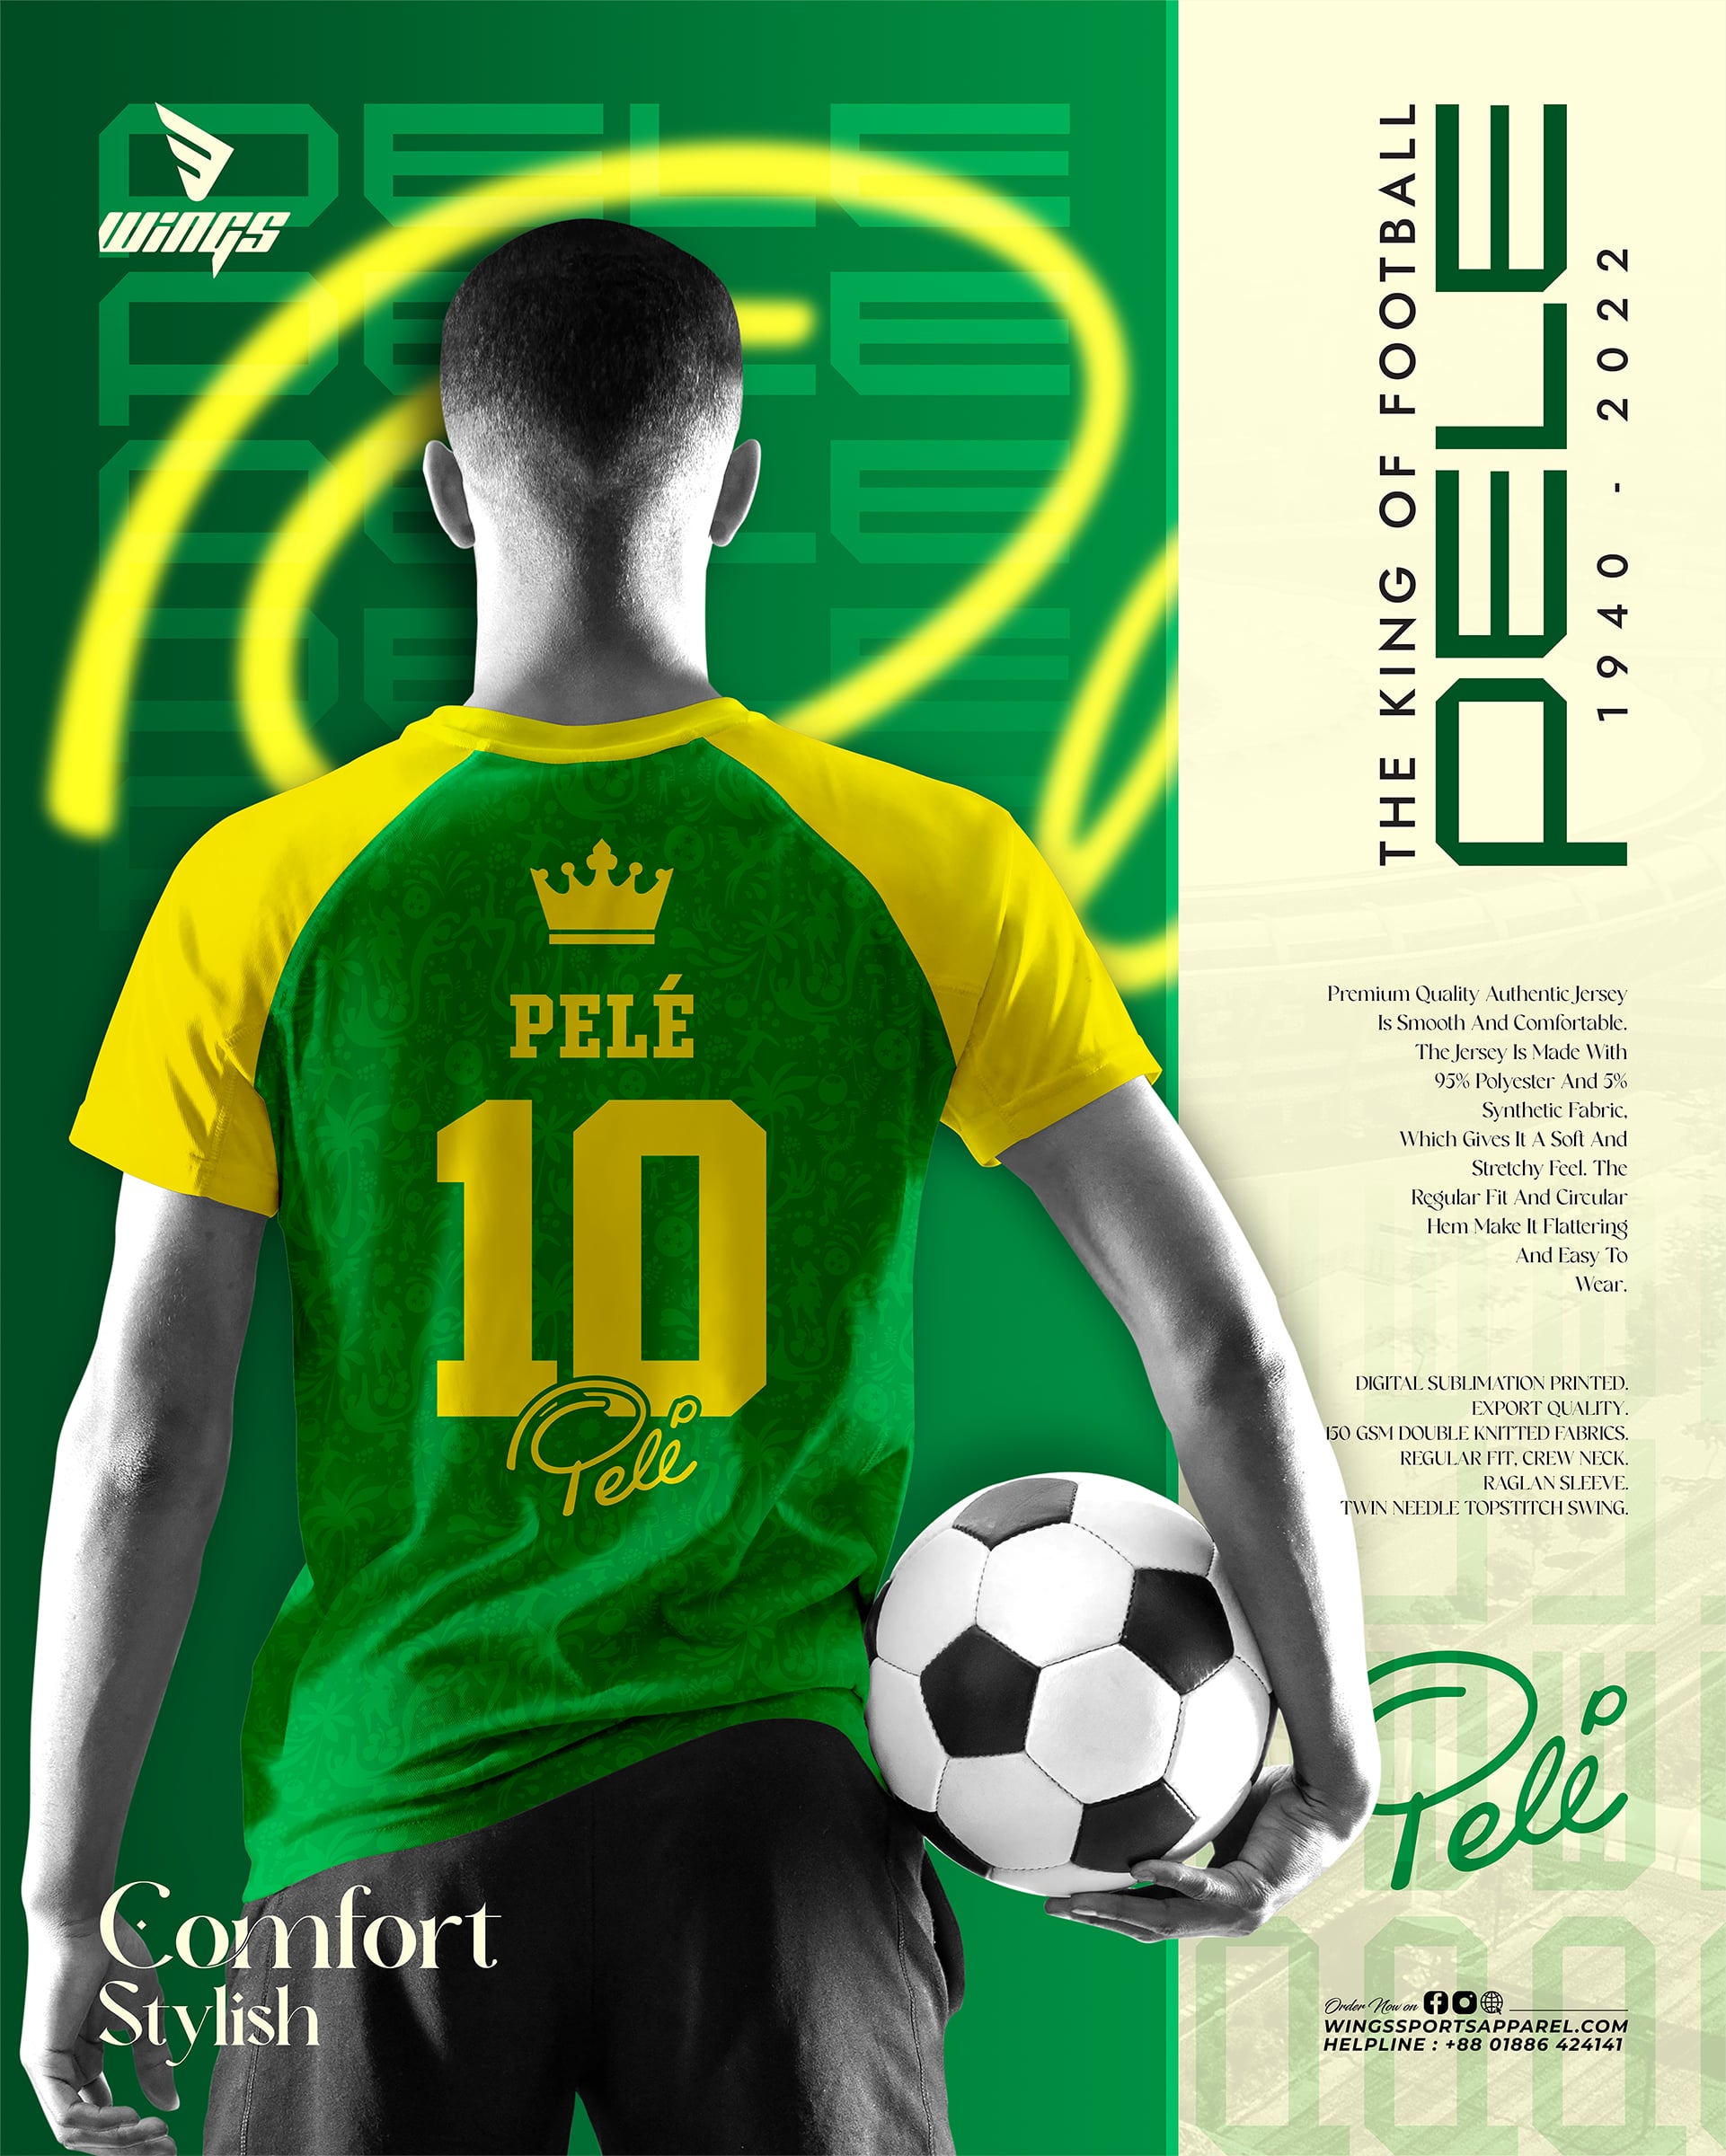 WINGS
PELE
THE KING OF FOOTBALL
PELE
1940 - 2022
PELÉ
10
Pelé
Premium Quality Authentic Jersey
Is Smooth And Comfortable.
The Jersey Is Made With
95% Polyester And 5%
Synthetic Fabric,
Which Gives It A Soft And
Stretchy Feel. The
Regular Fit And Circular
Hem Make It Flattering
And Easy To
Wear.
DIGITAL SUBLIMATION PRINTED.
EXPORT QUALITY.
150 GSM DOUBLE KNITTED FABRICS.
REGULAR FIT, CREW NECK.
RAGLAN SLEEVE.
TWIN NEEDLE TOPSTITCH SWING.
Pelé
Comfort
Stylish
Order Now on
WINGSSPORTSAPPAREL.COM
HELPLINE : +88 01886 424141